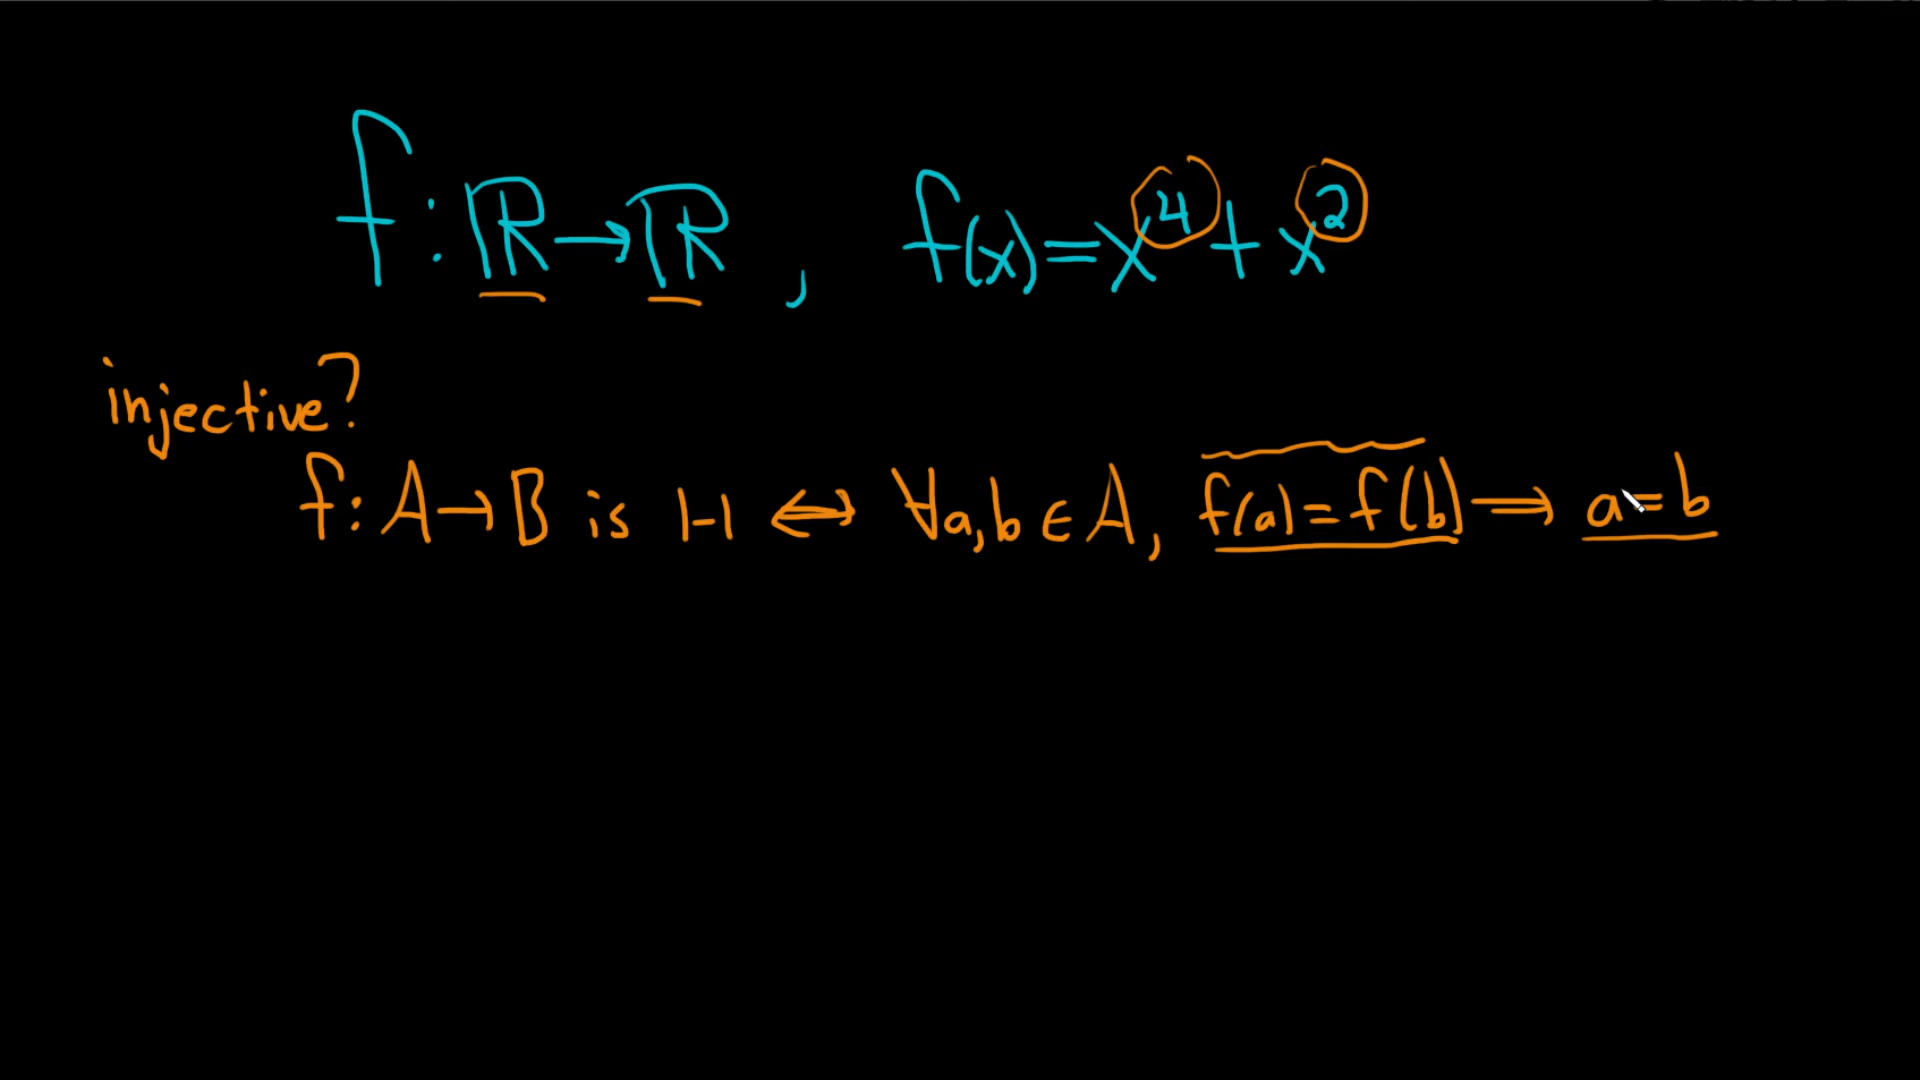 f: ℝ → ℝ , f(x) = x⁴ + x²
injective?
f: A → B is 1-1 ⟺ ∀a,b ∈ A, f(a) = f(b) ⟹ a = b